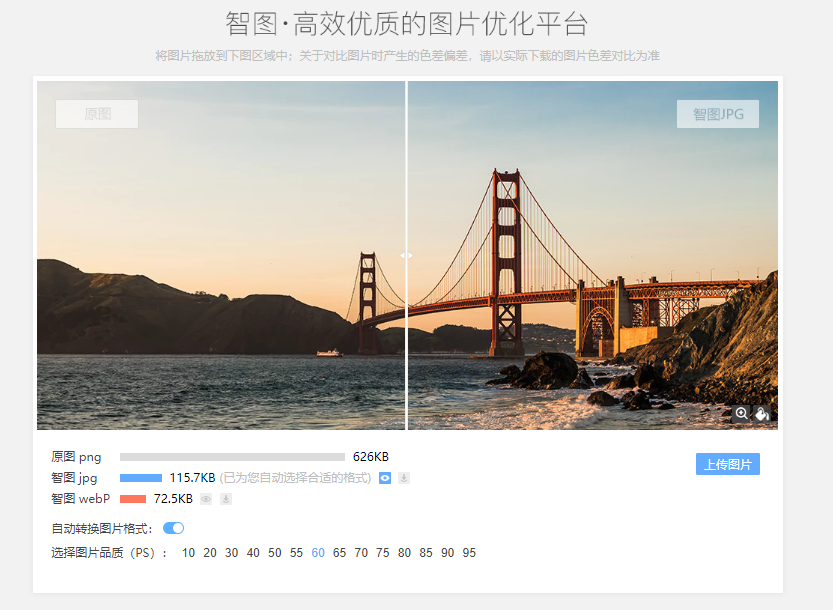 智图·高效优质的图片优化平台
将图片拖放到下图区域中；关于对比图片时产生的色差偏差，请以实际下载的图片色差对比为准
原图
智图JPG
原图 png 626KB
智图 jpg 115.7KB (已为您自动选择合适的格式)
上传图片
智图 webP 72.5KB
自动转换图片格式：
选择图片品质（PS）： 10 20 30 40 50 55 60 65 70 75 80 85 90 95